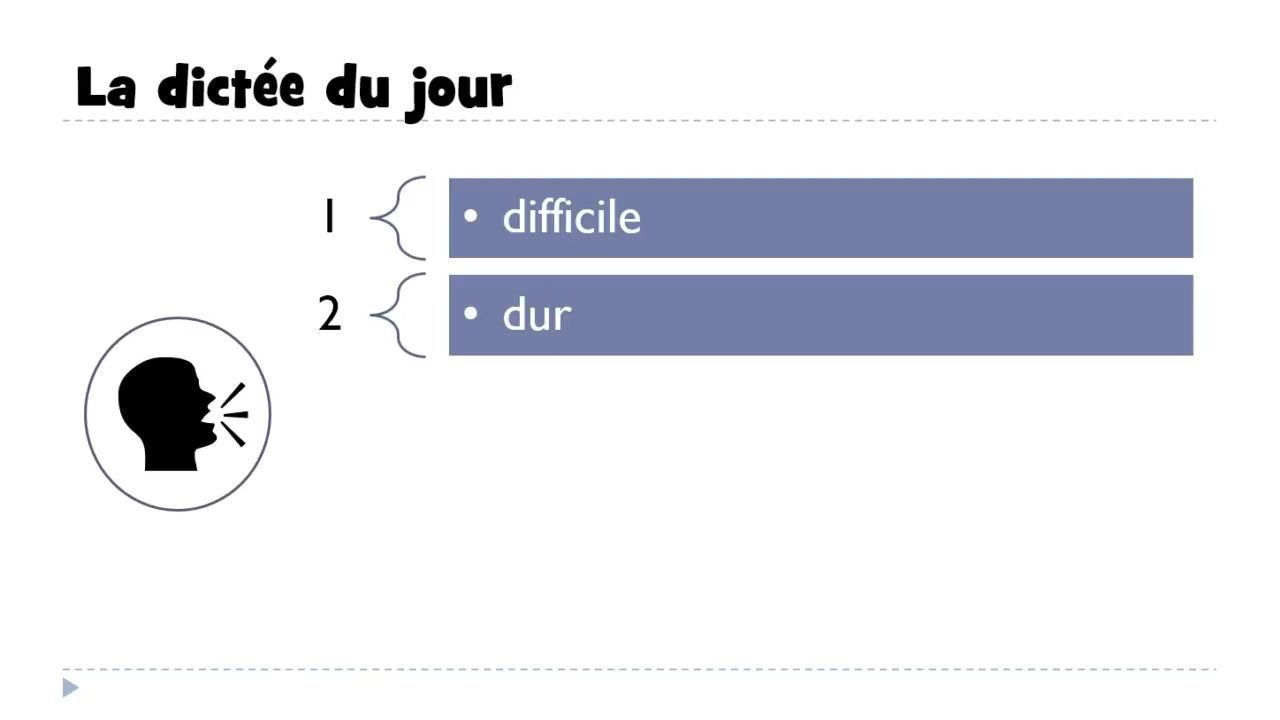 La dictée du jour
1
• difficile
2
• dur